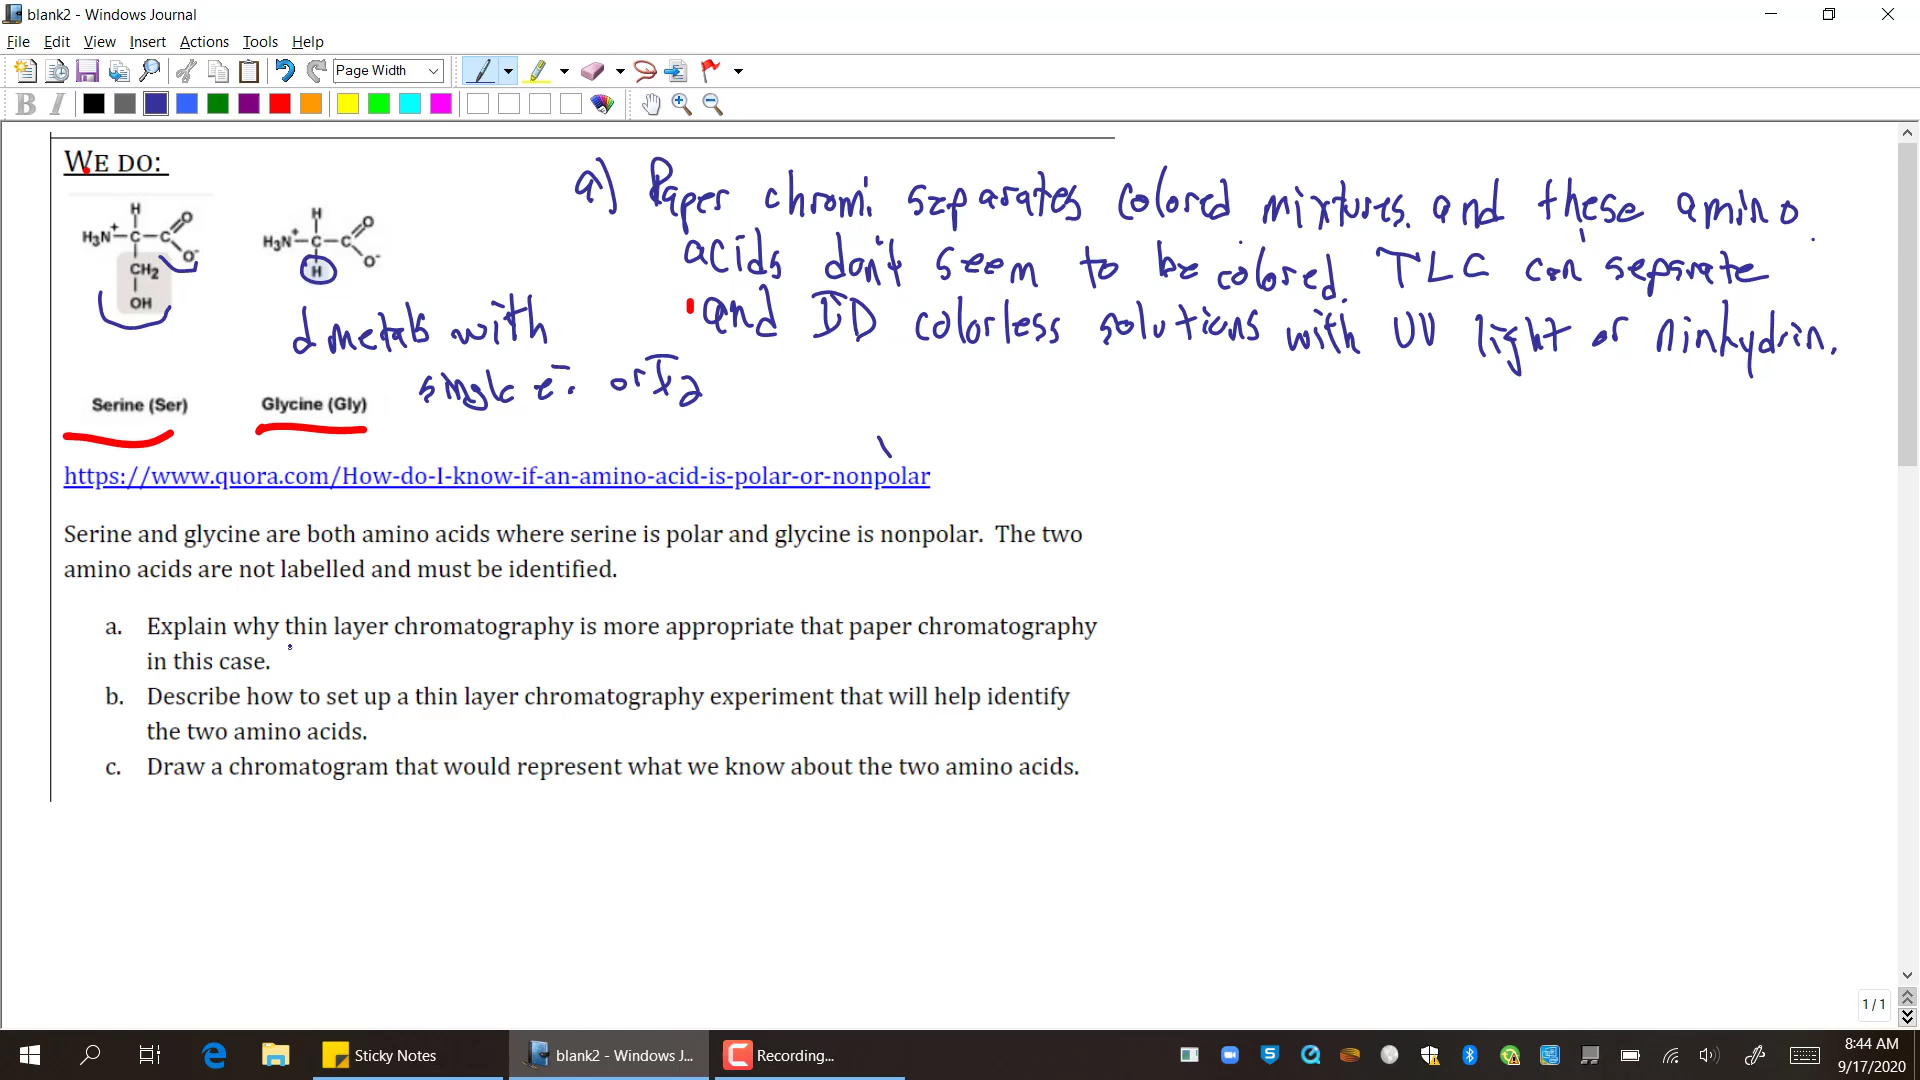 blank2 - Windows Journal
File Edit View Insert Actions Tools Help
Page Width
B I
WE DO:
H
H₃N⁺—C—C O
O⁻
CH₂
OH
Serine (Ser)
H
H₃N⁺—C—C O
O⁻
H
Glycine (Gly)
d metals with
single e⁻. or I₂
a) Paper chrom. separates colored mixtures. and these amino
acids don't seem to be colored. TLC can separate
and ID colorless solutions with UV light or ninhydrin.
https://www.quora.com/How-do-I-know-if-an-amino-acid-is-polar-or-nonpolar
Serine and glycine are both amino acids where serine is polar and glycine is nonpolar. The two
amino acids are not labelled and must be identified.
a. Explain why thin layer chromatography is more appropriate that paper chromatography
in this case.
b. Describe how to set up a thin layer chromatography experiment that will help identify
the two amino acids.
c. Draw a chromatogram that would represent what we know about the two amino acids.
1 / 1
Sticky Notes
blank2 - Windows J...
Recording...
8:44 AM
9/17/2020